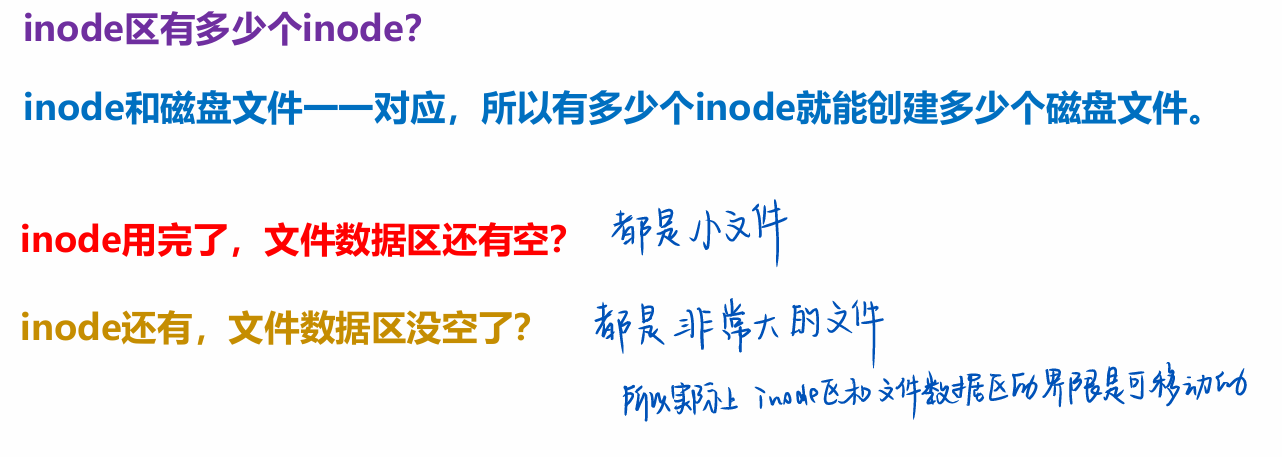 inode区有多少个inode?
inode和磁盘文件一一对应，所以有多少个inode就能创建多少个磁盘文件。
inode用完了，文件数据区还有空? 都是小文件
inode还有，文件数据区没空了? 都是非常大的文件
所以实际上 inode区和文件数据区的界限是可移动的